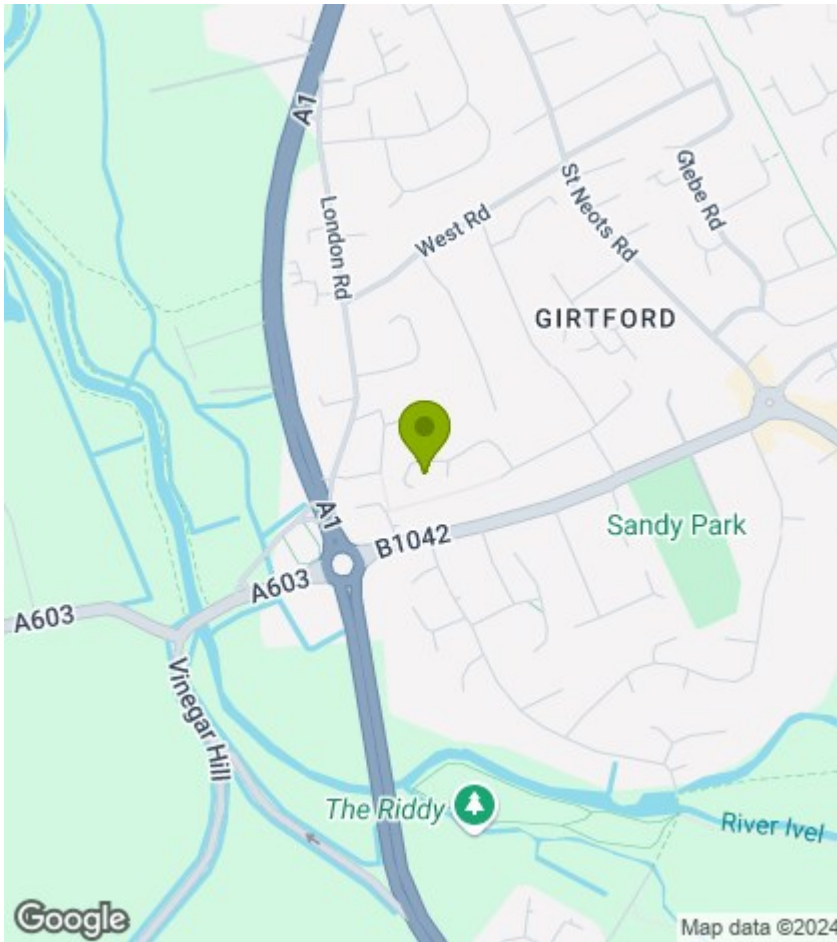 A1
Glebe Rd
St Neots Rd
London Rd
West Rd
GIRTFORD
A1
B1042
Sandy Park
A603
A603
Vinegar Hill
The Riddy
River Ivel
Google
Map data ©2024